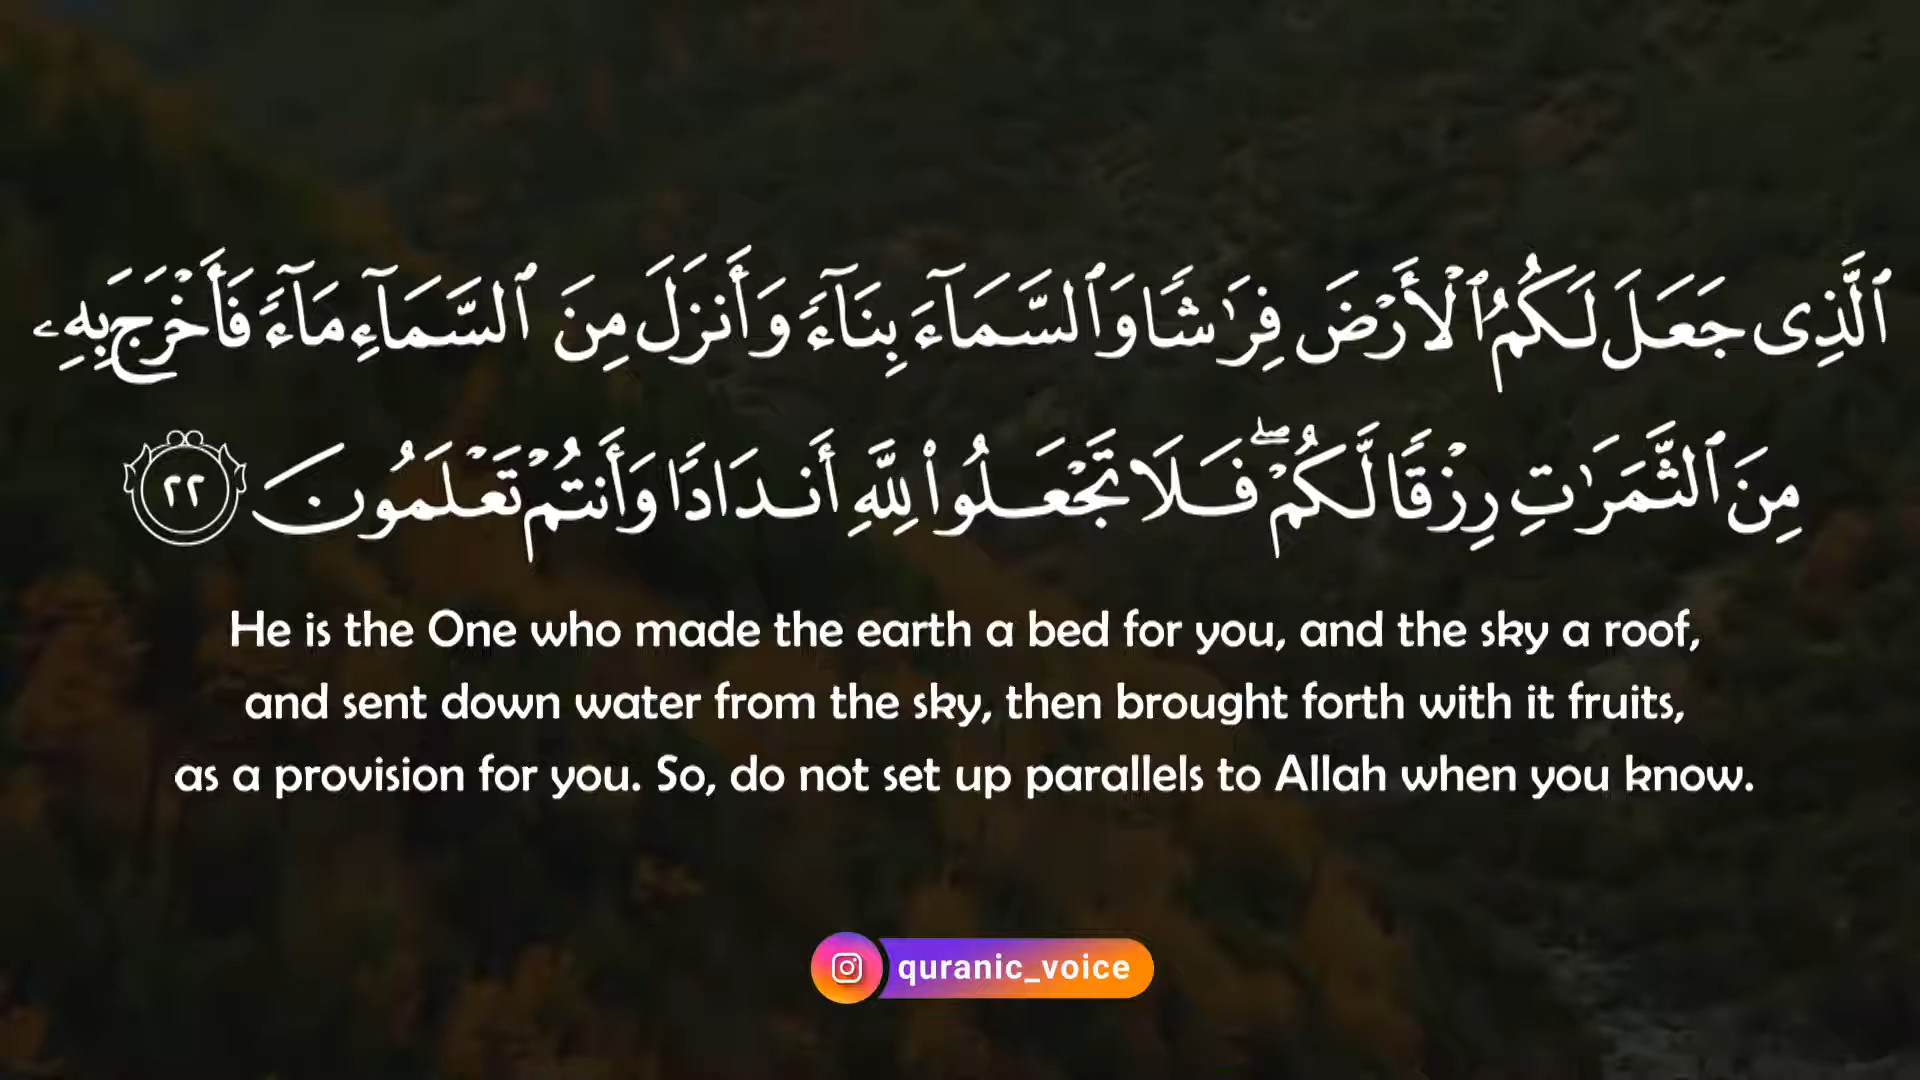 ٱلَّذِى جَعَلَ لَكُمُ ٱلْأَرْضَ فِرَٰشًا وَٱلسَّمَآءَ بِنَآءً وَأَنزَلَ مِنَ ٱلسَّمَآءِ مَآءً فَأَخْرَجَ بِهِۦ
مِنَ ٱلثَّمَرَٰتِ رِزْقًا لَّكُمْ ۖ فَلَا تَجْعَلُوا۟ لِلَّهِ أَندَادًا وَأَنتُمْ تَعْلَمُونَ ٢٢
He is the One who made the earth a bed for you, and the sky a roof,
and sent down water from the sky, then brought forth with it fruits,
as a provision for you. So, do not set up parallels to Allah when you know.
quranic_voice